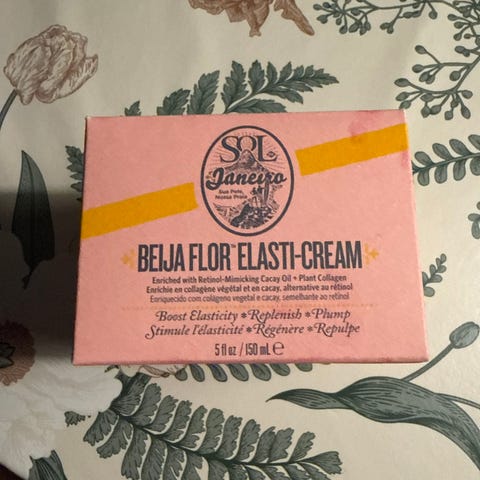 SOL
de
Janeiro
Sua Pele,
Nossa Praia
BEIJA FLOR™ ELASTI-CREAM
Enriched with Retinol-Mimicking Cacay Oil + Plant Collagen
Enrichie en collagène végétal et en cacay, alternative au rétinol
Enriquecido com colágeno vegetal e cacay, semelhante ao retinol
Boost Elasticity *Replenish *Plump
Stimule l'élasticité *Régénère *Repulpe
5 fl oz / 150 mL ℮